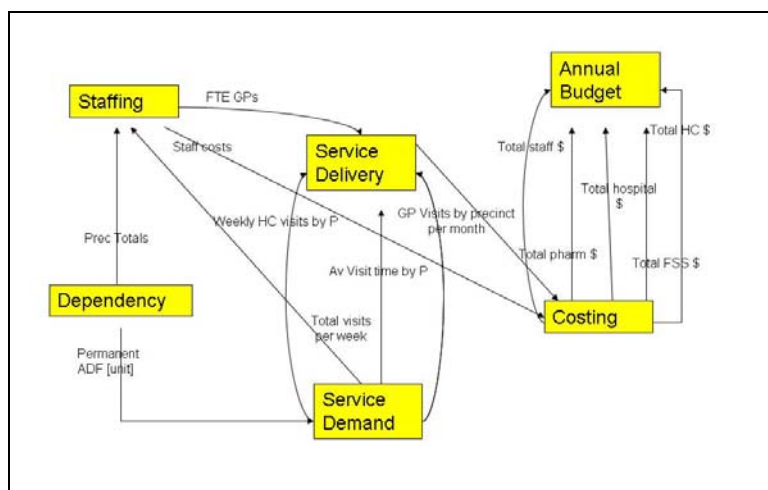 Annual
Budget
Staffing
FTE GPs
Staff costs
Service
Delivery
Total staff $
Total HC $
Total hospital
$
Weekly HC visits by P
GP Visits by precinct
per month
Prec Totals
Av Visit time by P
Total pharm $
Total FSS $
Dependency
Costing
Total visits
per week
Permanent
ADF [unit]
Service
Demand